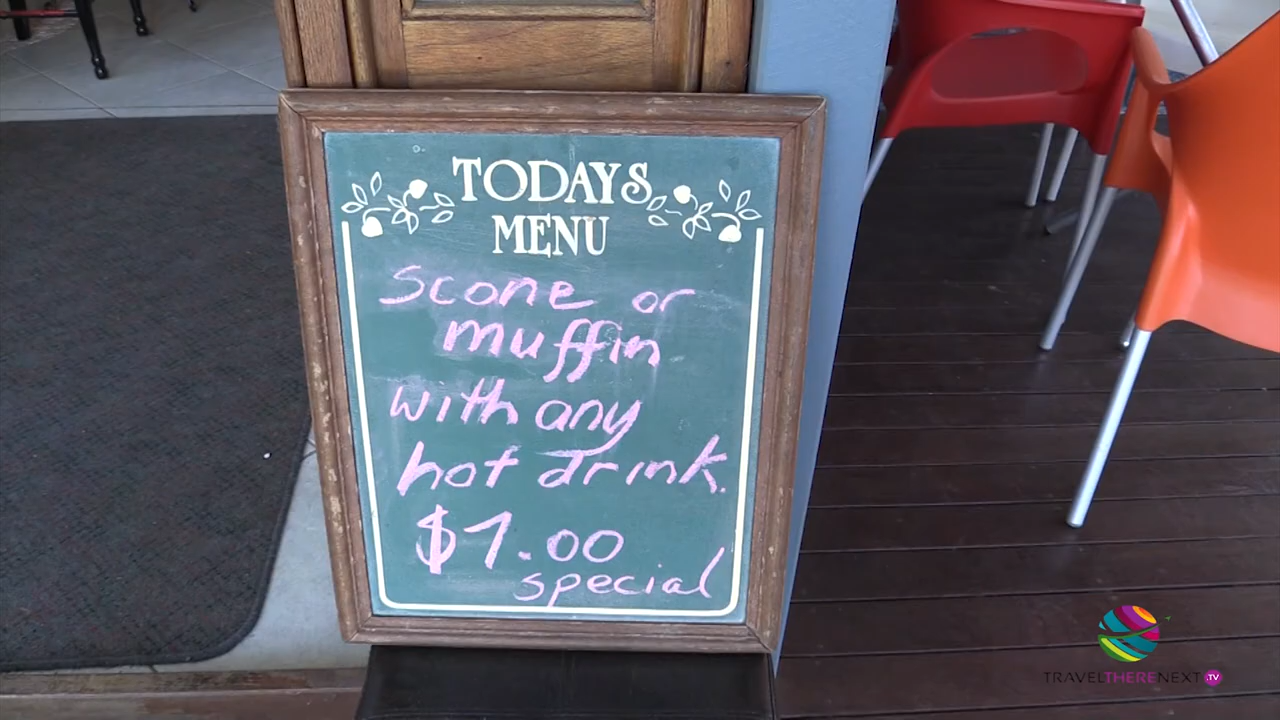 TODAYS
MENU
Scone or
muffin
with any
hot drink.
$7.00
special
TRAVELTHERENEXT.TV